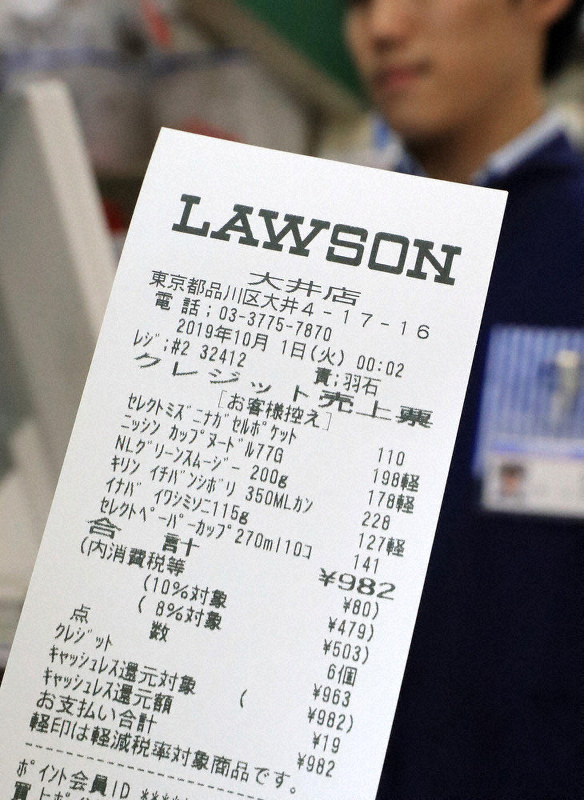 LAWSON
大井店
東京都品川区大井4-17-16
電話;03-3775-7870
2019年10月 1日(火) 00:02
レジ;#2 32412 責;羽石
クレジット売上票
[お客様控え]
セレクトミズニナガセルポケット 110
ニッシン カップヌードル77G 198軽
NLグリーンスムージー 200g 178軽
キリン イチバンシボリ 350MLカン 228
イナバ イワシミソニ115g 127軽
セレクトペーパーカップ270ml10コ 141
合 計 ¥982
(内消費税等 ¥80)
(10%対象 ¥479)
( 8%対象 ¥503)
点 数 6個
クレジット ¥963
キャッシュレス還元対象 ( ¥982)
キャッシュレス還元額 ¥19
お支払い合計 ¥982
軽印は軽減税率対象商品です。
ポイント会員ID ****